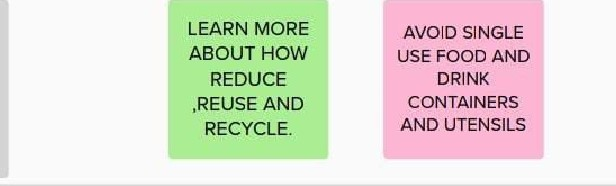 LEARN MORE
ABOUT HOW
REDUCE
,REUSE AND
RECYCLE.
AVOID SINGLE
USE FOOD AND
DRINK
CONTAINERS
AND UTENSILS